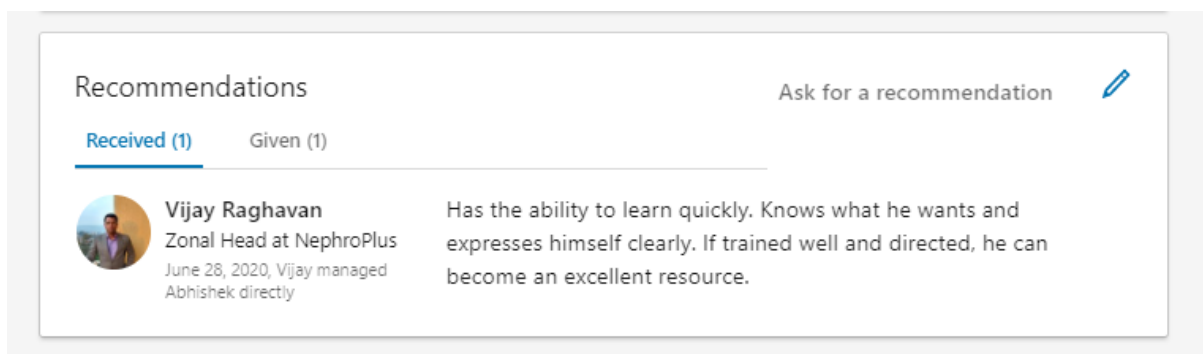 Recommendations
Ask for a recommendation
Received (1)
Given (1)
Vijay Raghavan
Zonal Head at NephroPlus
June 28, 2020, Vijay managed
Abhishek directly
Has the ability to learn quickly. Knows what he wants and
expresses himself clearly. If trained well and directed, he can
become an excellent resource.